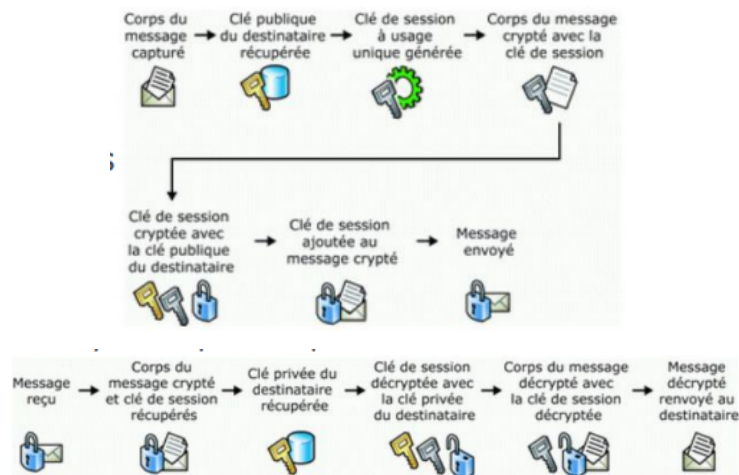 Corps du
message
capturé
Clé publique
du destinataire
récupérée
Clé de session
à usage
unique générée
Corps du message
crypté avec la
clé de session
s
Clé de session
cryptée avec
la clé publique
du destinataire
Clé de session
ajoutée au
message crypté
Message
envoyé
Message
reçu
Corps du
message crypté
et clé de session
récupérés
Clé privée du
destinataire
récupérée
Clé de session
décryptée avec
la clé privée
du destinataire
Corps du message
décrypté avec
la clé de session
décryptée
Message
décrypté
renvoyé au
destinataire